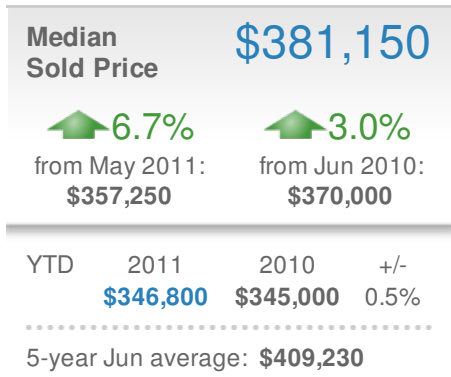 Median
Sold Price
$381,150
6.7%
from May 2011:
$357,250
3.0%
from Jun 2010:
$370,000
YTD 2011 2010 +/-
$346,800 $345,000 0.5%
5-year Jun average: $409,230